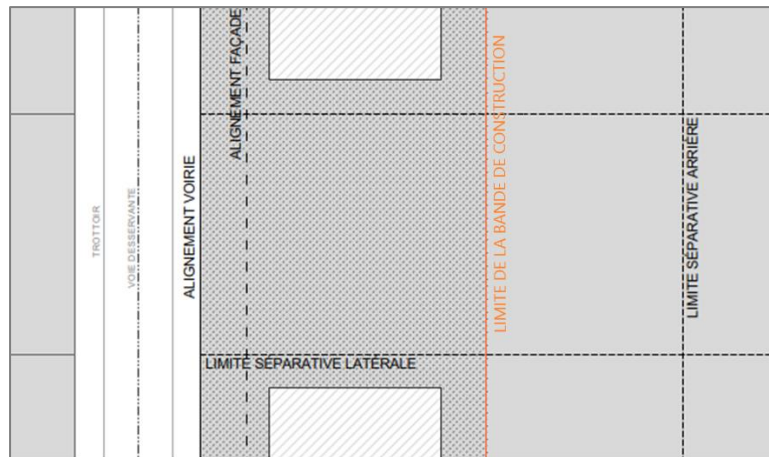 TROTTOIR
VOIE DESSERVANTE
ALIGNEMENT VOIRIE
ALIGNEMENT FAÇADE
LIMITE DE LA BANDE DE CONSTRUCTION
LIMITE SÉPARATIVE ARRIÈRE
LIMITE SÉPARATIVE LATÉRALE